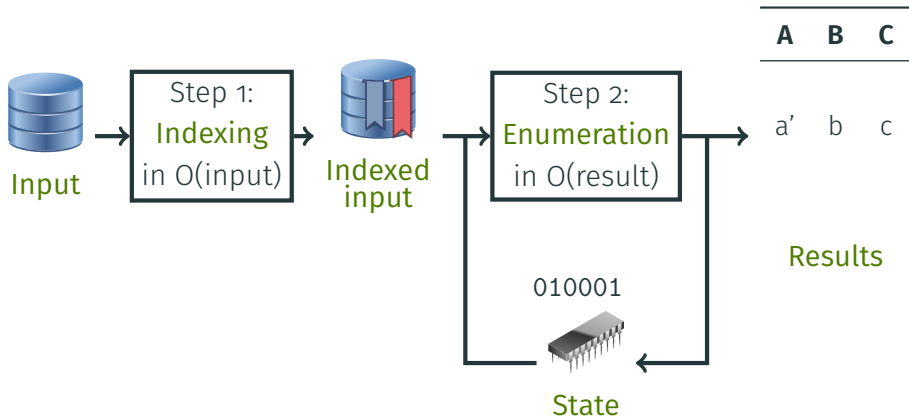 A B C
Step 1:
Indexing
in O(input)
Step 2:
Enumeration
in O(result)
a' b c
Input
Indexed
input
Results
010001
State